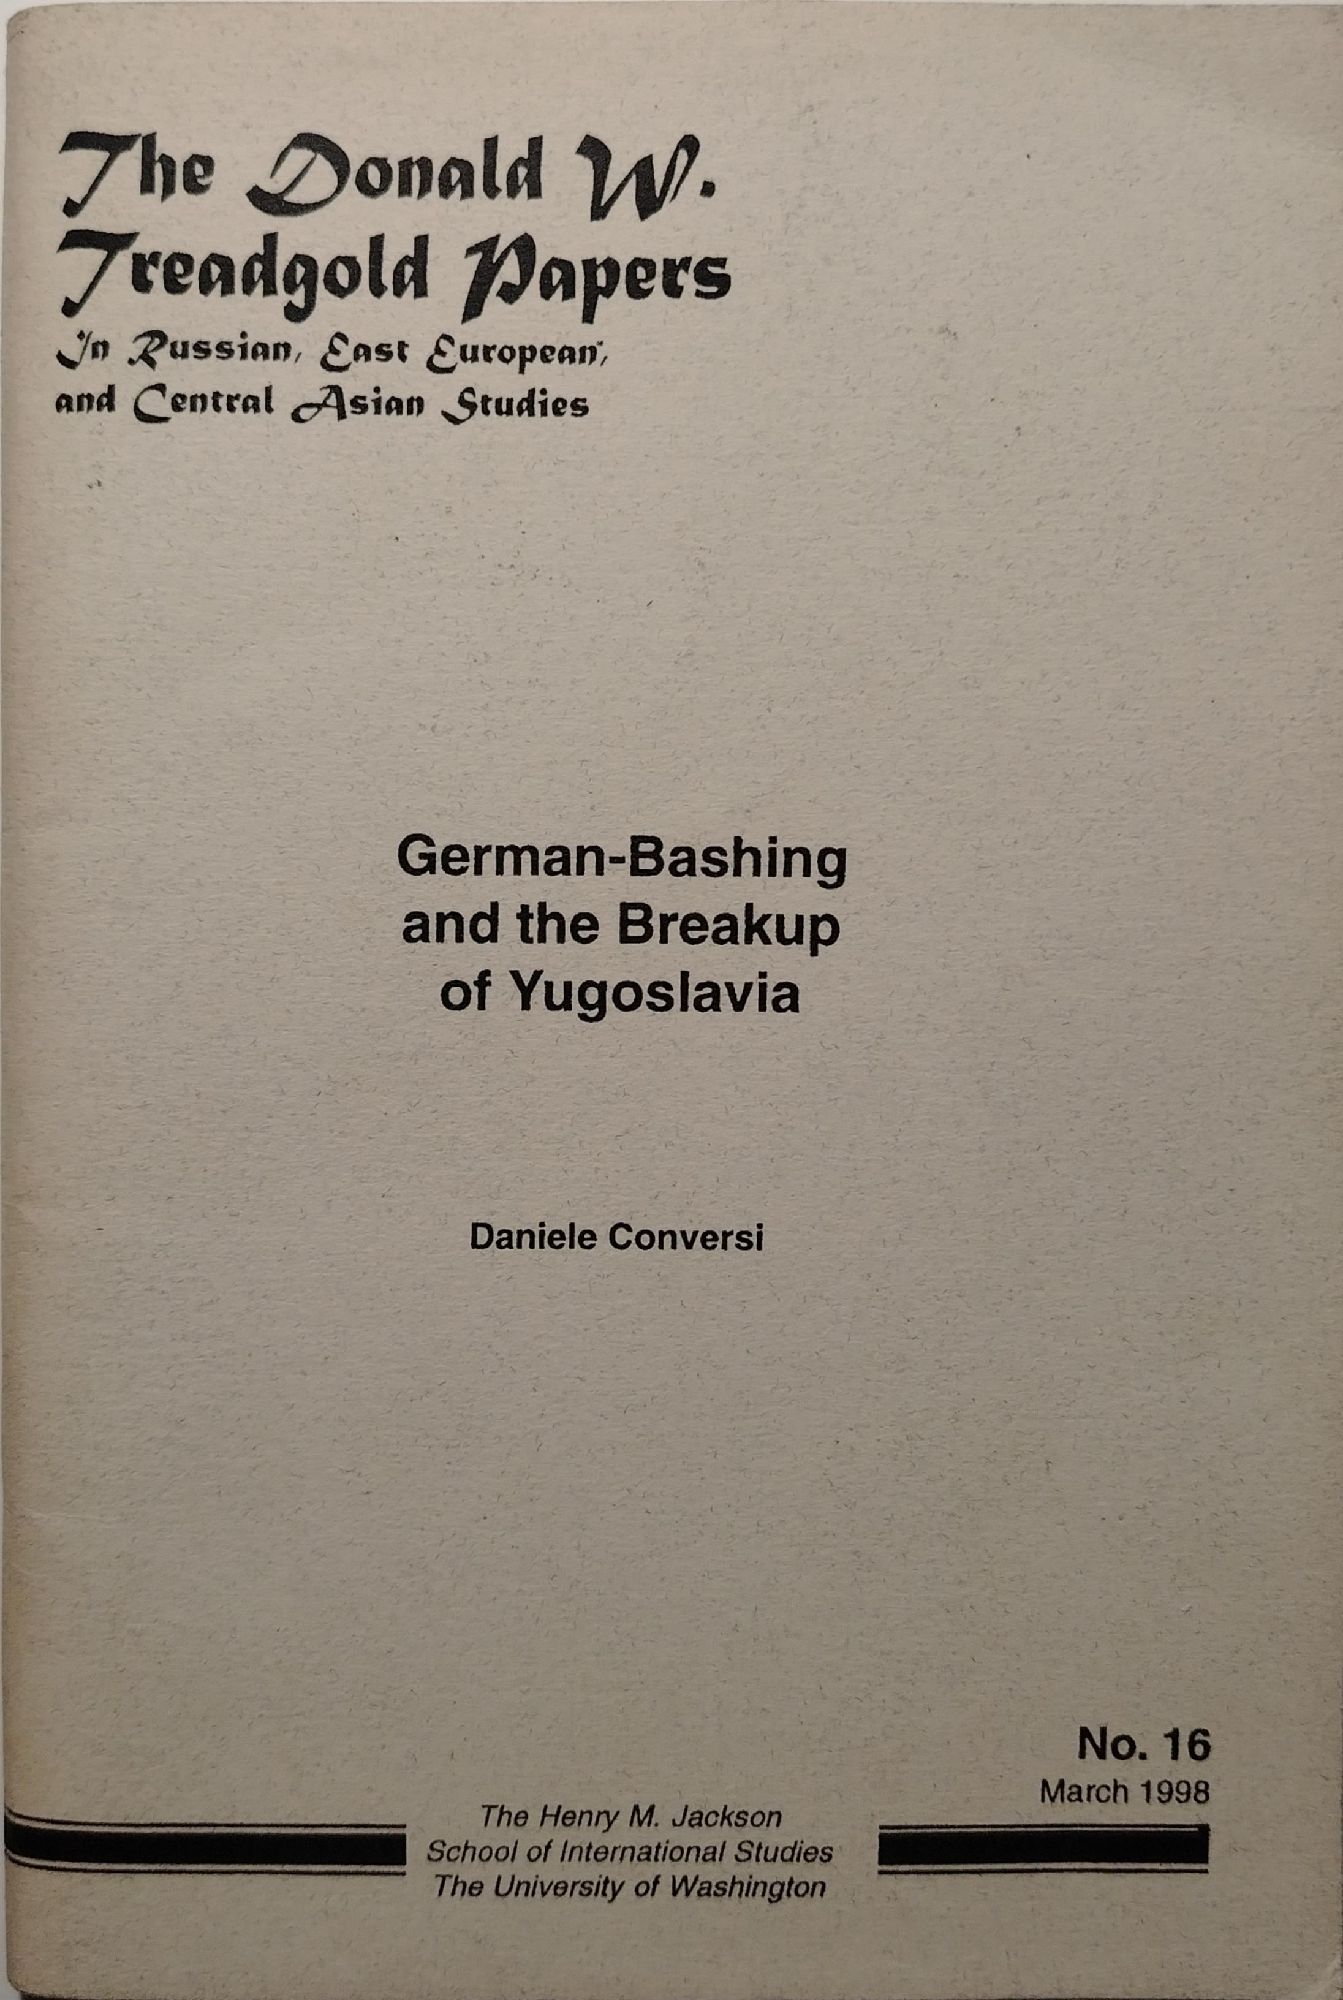 The Donald W.
Treadgold Papers
In Russian, East European,
and Central Asian Studies
German-Bashing
and the Breakup
of Yugoslavia
Daniele Conversi
No. 16
March 1998
The Henry M. Jackson
School of International Studies
The University of Washington